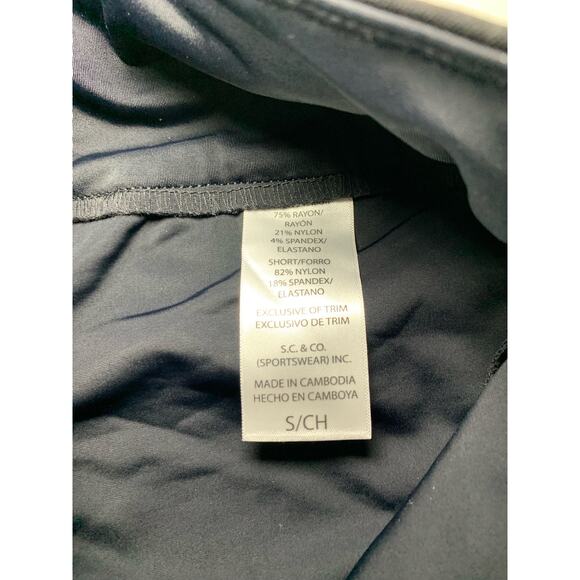 75% RAYON/
RAYÓN
21% NYLON
4% SPANDEX/
ELASTANO
SHORT/FORRO
82% NYLON
18% SPANDEX/
ELASTANO
EXCLUSIVE OF TRIM
EXCLUSIVO DE TRIM
S.C. & CO.
(SPORTSWEAR) INC.
MADE IN CAMBODIA
HECHO EN CAMBOYA
S/CH